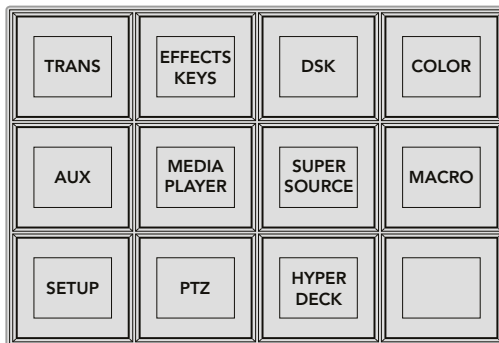 TRANS
EFFECTS
KEYS
DSK
COLOR
AUX
MEDIA
PLAYER
SUPER
SOURCE
MACRO
SETUP
PTZ
HYPER
DECK